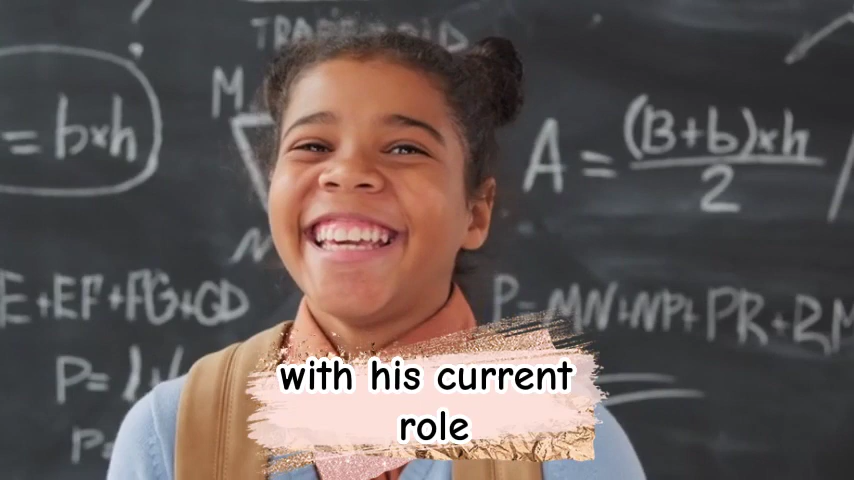 TRAPEZOID
M
= b×h
A = (B+b)×h
2
E+EF+FG+GD
P=MN+NP+PR+RM
P=
P=
with his current
role